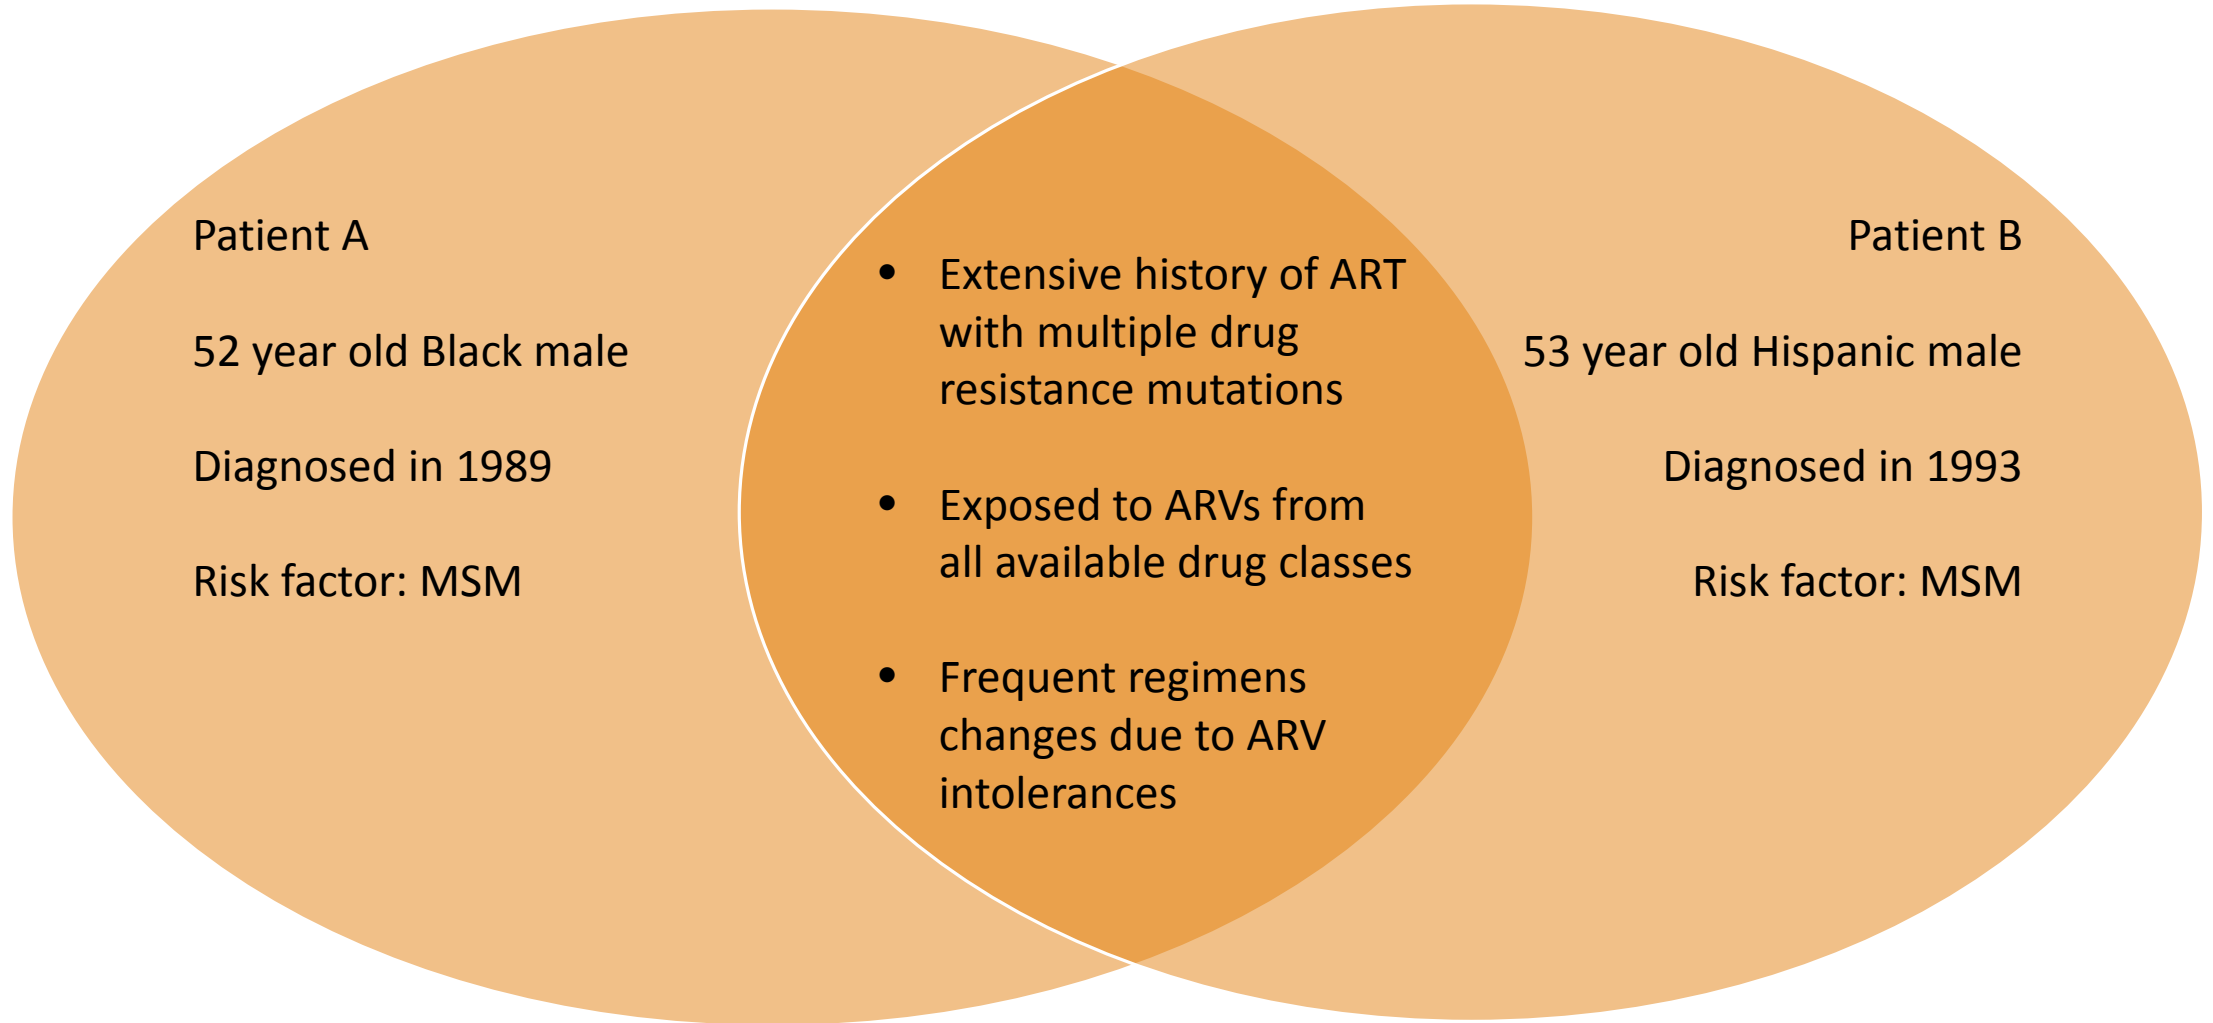 Patient A
52 year old Black male
Diagnosed in 1989
Risk factor: MSM
• Extensive history of ART
with multiple drug
resistance mutations
• Exposed to ARVs from
all available drug classes
• Frequent regimens
changes due to ARV
intolerances
Patient B
53 year old Hispanic male
Diagnosed in 1993
Risk factor: MSM